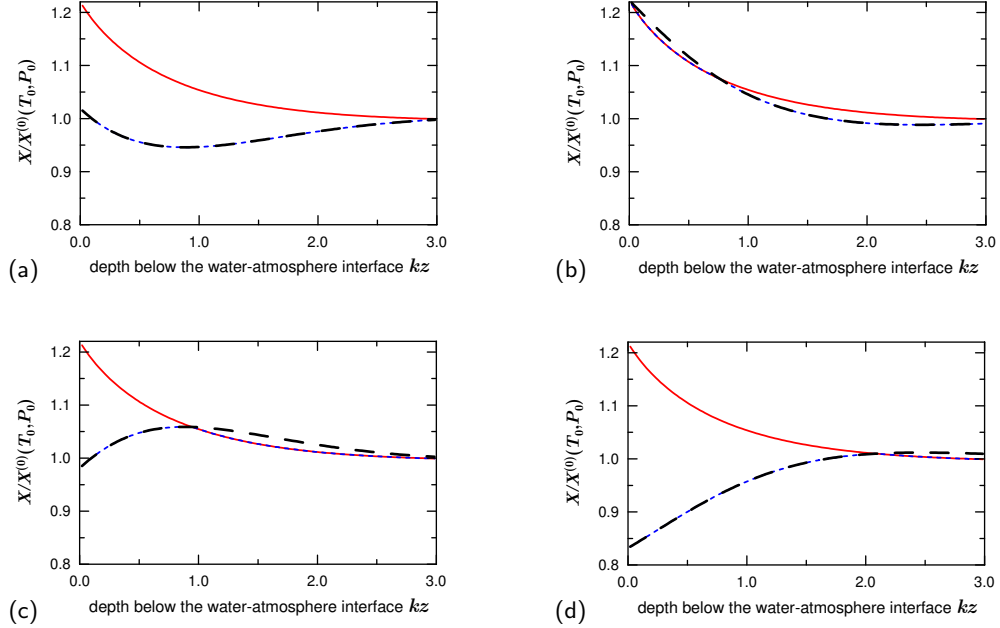 1.2
1.1
1.0
0.9
0.8
X/X⁽⁰⁾(T₀,P₀)
0.0 1.0 2.0 3.0
(a) depth below the water-atmosphere interface kz
1.2
1.1
1.0
0.9
0.8
X/X⁽⁰⁾(T₀,P₀)
0.0 1.0 2.0 3.0
(b) depth below the water-atmosphere interface kz
1.2
1.1
1.0
0.9
0.8
X/X⁽⁰⁾(T₀,P₀)
0.0 1.0 2.0 3.0
(c) depth below the water-atmosphere interface kz
1.2
1.1
1.0
0.9
0.8
X/X⁽⁰⁾(T₀,P₀)
0.0 1.0 2.0 3.0
(d) depth below the water-atmosphere interface kz